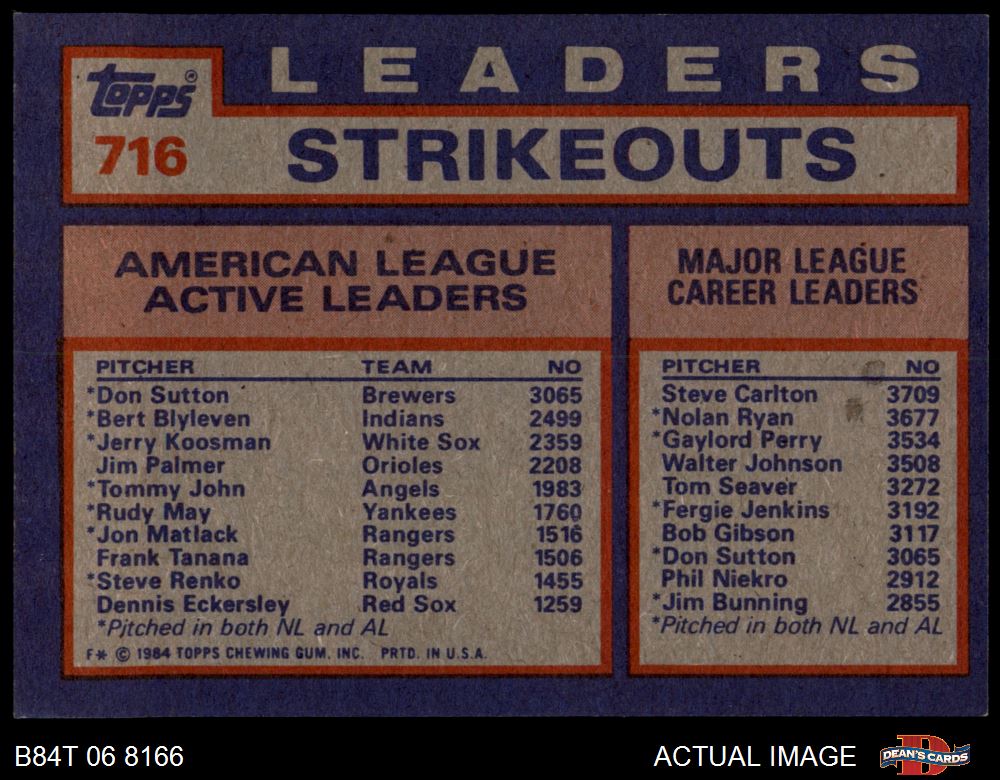 topps
716
LEADERS
STRIKEOUTS
AMERICAN LEAGUE
ACTIVE LEADERS
PITCHER TEAM NO
*Don Sutton Brewers 3065
*Bert Blyleven Indians 2499
*Jerry Koosman White Sox 2359
Jim Palmer Orioles 2208
*Tommy John Angels 1983
*Rudy May Yankees 1760
*Jon Matlack Rangers 1516
Frank Tanana Rangers 1506
*Steve Renko Royals 1455
Dennis Eckersley Red Sox 1259
*Pitched in both NL and AL
F* © 1984 TOPPS CHEWING GUM, INC. PRTD. IN U.S.A.
MAJOR LEAGUE
CAREER LEADERS
PITCHER NO
Steve Carlton 3709
*Nolan Ryan 3677
*Gaylord Perry 3534
Walter Johnson 3508
Tom Seaver 3272
*Fergie Jenkins 3192
Bob Gibson 3117
*Don Sutton 3065
Phil Niekro 2912
*Jim Bunning 2855
*Pitched in both NL and AL
B84T 06 8166 ACTUAL IMAGE DEAN'S CARDS